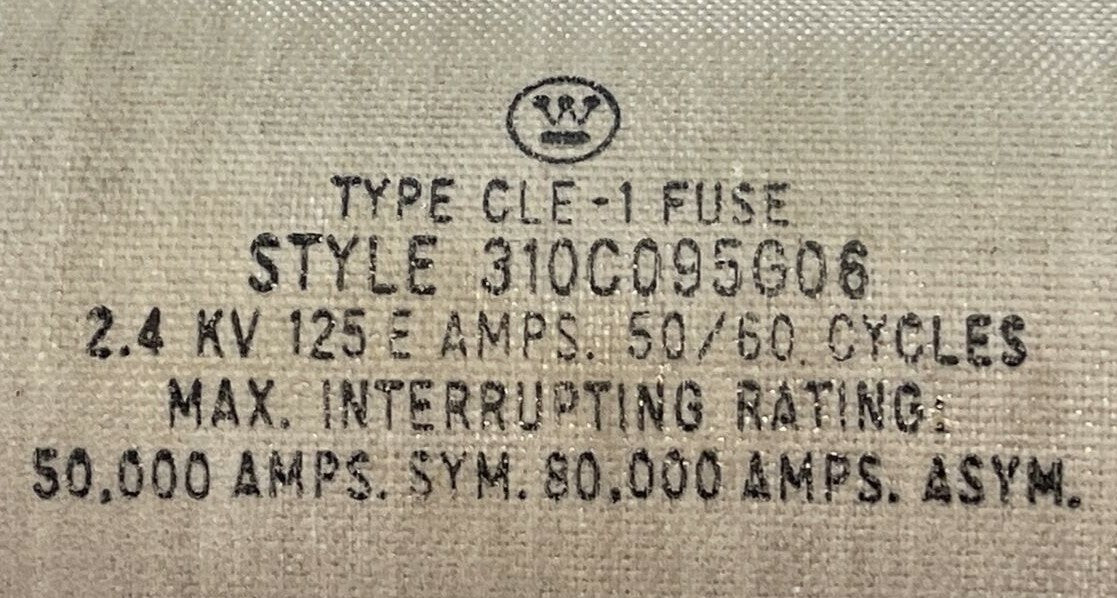 TYPE CLE-1 FUSE
STYLE 310C095G06
2.4 KV 125 E AMPS. 50/60 CYCLES
MAX. INTERRUPTING RATING:
50,000 AMPS. SYM. 80,000 AMPS. ASYM.